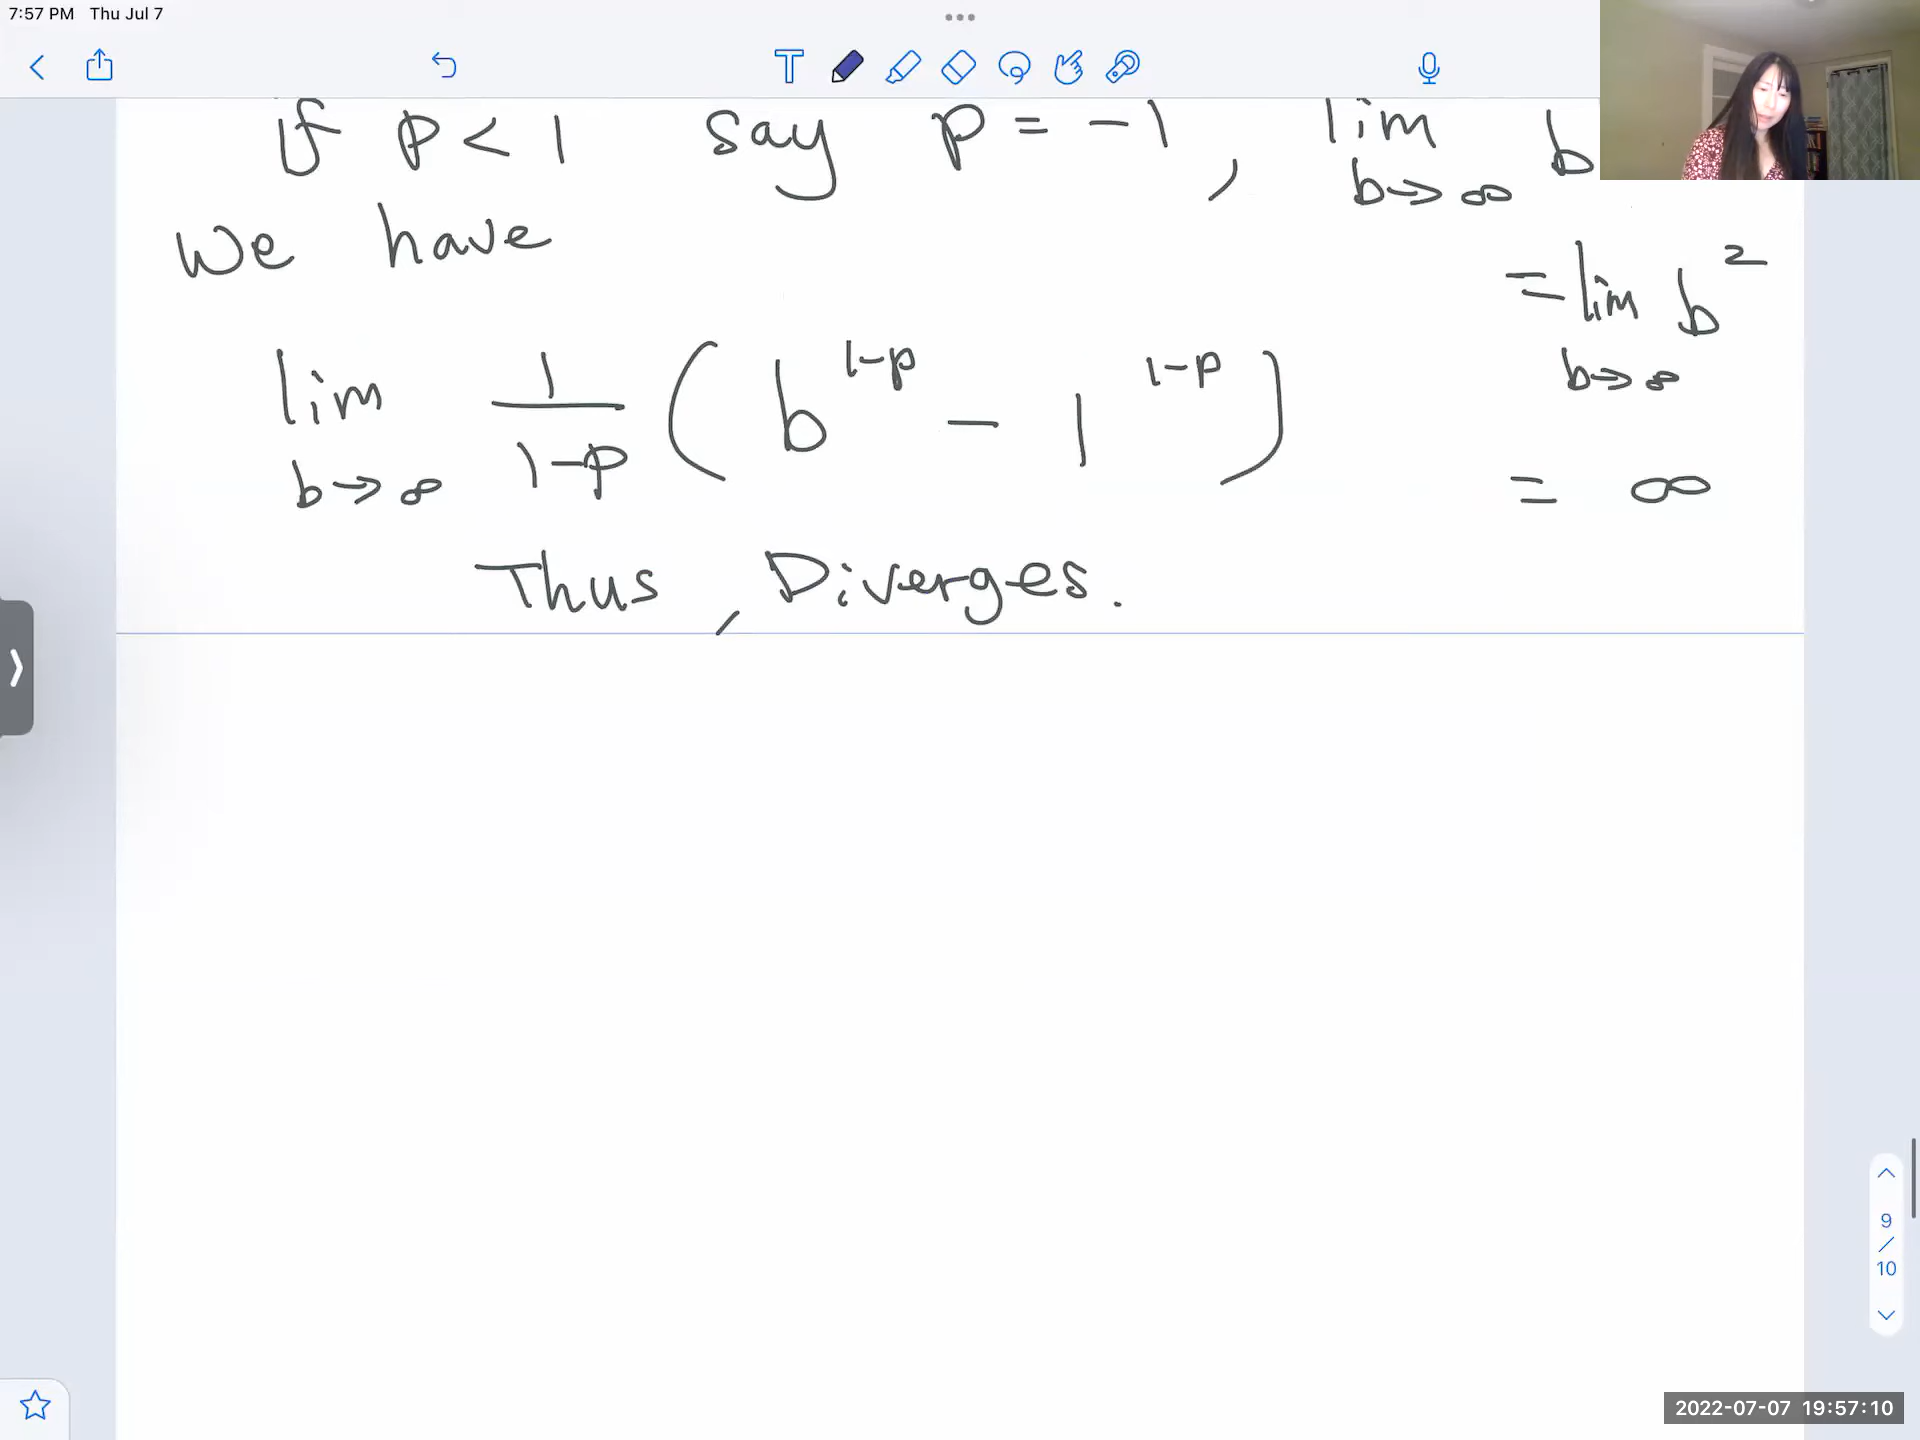 7:57 PM Thu Jul 7
if p < 1 say p = -1, lim b
b → ∞
we have
= lim b²
b → ∞
lim 1/(1-p) ( b^(1-p) - 1^(1-p) )
b → ∞
= ∞
Thus, Diverges.
9
/
10
2022-07-07 19:57:10